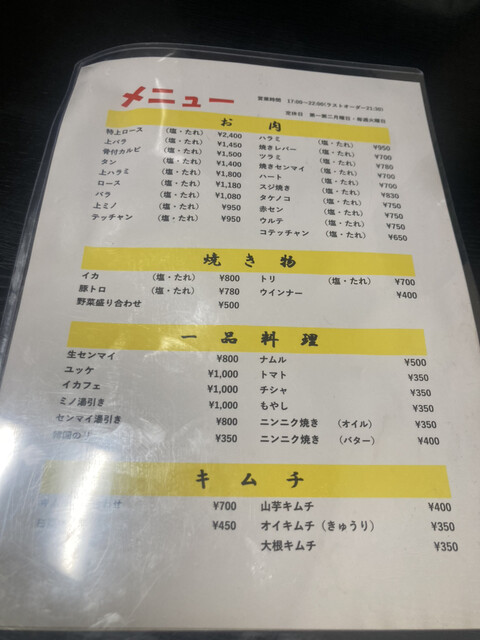 メニュー
営業時間 17:00~22:00(ラストオーダー21:30)
定休日 第一第二月曜日・毎週火曜日
お肉
特上ロース (塩・たれ) ¥2,400
上バラ (塩・たれ) ¥1,450
骨付カルビ (塩・たれ) ¥1,500
タン (塩・たれ) ¥1,400
上ハラミ (塩・たれ) ¥1,800
ロース (塩・たれ) ¥1,180
バラ (塩・たれ) ¥1,080
上ミノ (塩・たれ) ¥950
テッチャン (塩・たれ) ¥950
ハラミ (塩・たれ) ¥950
焼きレバー (塩・たれ) ¥700
ツラミ (塩・たれ) ¥780
焼きセンマイ (塩・たれ) ¥700
ハート (塩・たれ) ¥700
スジ焼き (塩・たれ) ¥830
タケノコ (塩・たれ) ¥750
赤セン (塩・たれ) ¥750
ウルテ (塩・たれ) ¥750
コテッチャン (塩・たれ) ¥650
焼き物
イカ (塩・たれ) ¥800
豚トロ (塩・たれ) ¥780
野菜盛り合わせ ¥500
トリ (塩・たれ) ¥700
ウインナー ¥400
一品料理
生センマイ ¥800
ユッケ ¥1,000
イカフェ ¥1,000
ミノ湯引き ¥1,000
センマイ湯引き ¥800
韓国のり ¥350
ナムル ¥500
トマト ¥350
チシャ ¥350
もやし ¥350
ニンニク焼き (オイル) ¥350
ニンニク焼き (バター) ¥400
キムチ
¥700
¥450
山芋キムチ ¥400
オイキムチ(きゅうり) ¥350
大根キムチ ¥350